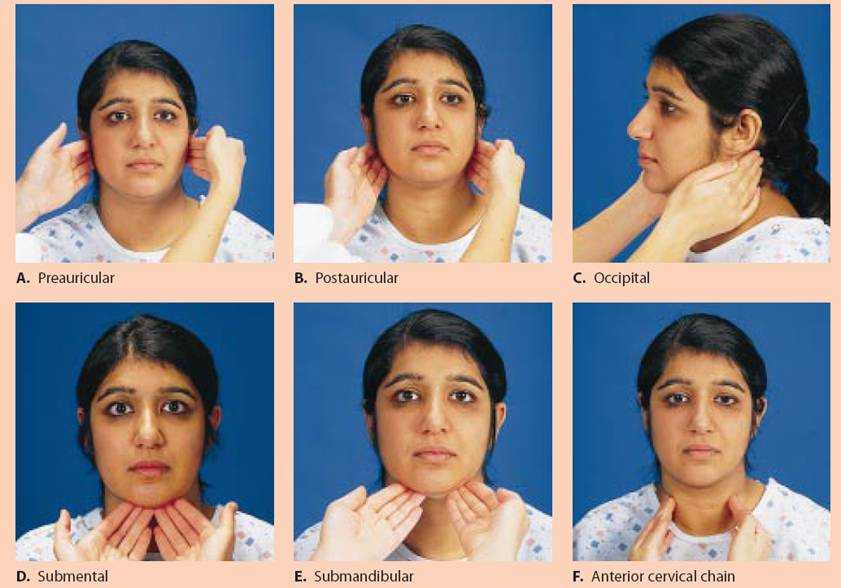 A. Preauricular
B. Postauricular
C. Occipital
D. Submental
E. Submandibular
F. Anterior cervical chain